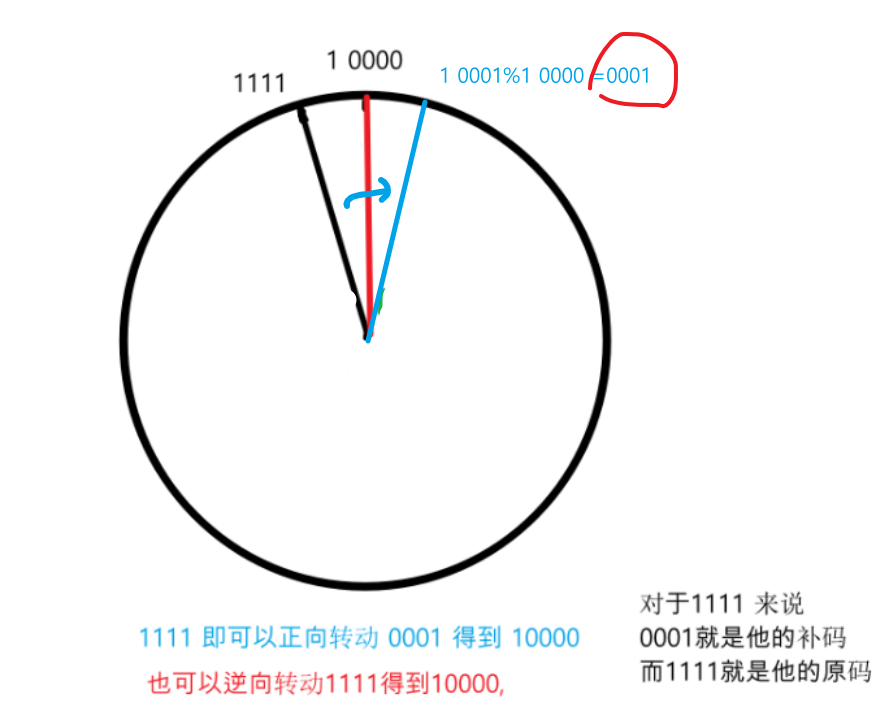 1 0000
1111
1 0001%1 0000 =0001
1111 即可以正向转动 0001 得到 10000
也可以逆向转动1111得到10000,
对于1111 来说
0001就是他的补码
而1111就是他的原码